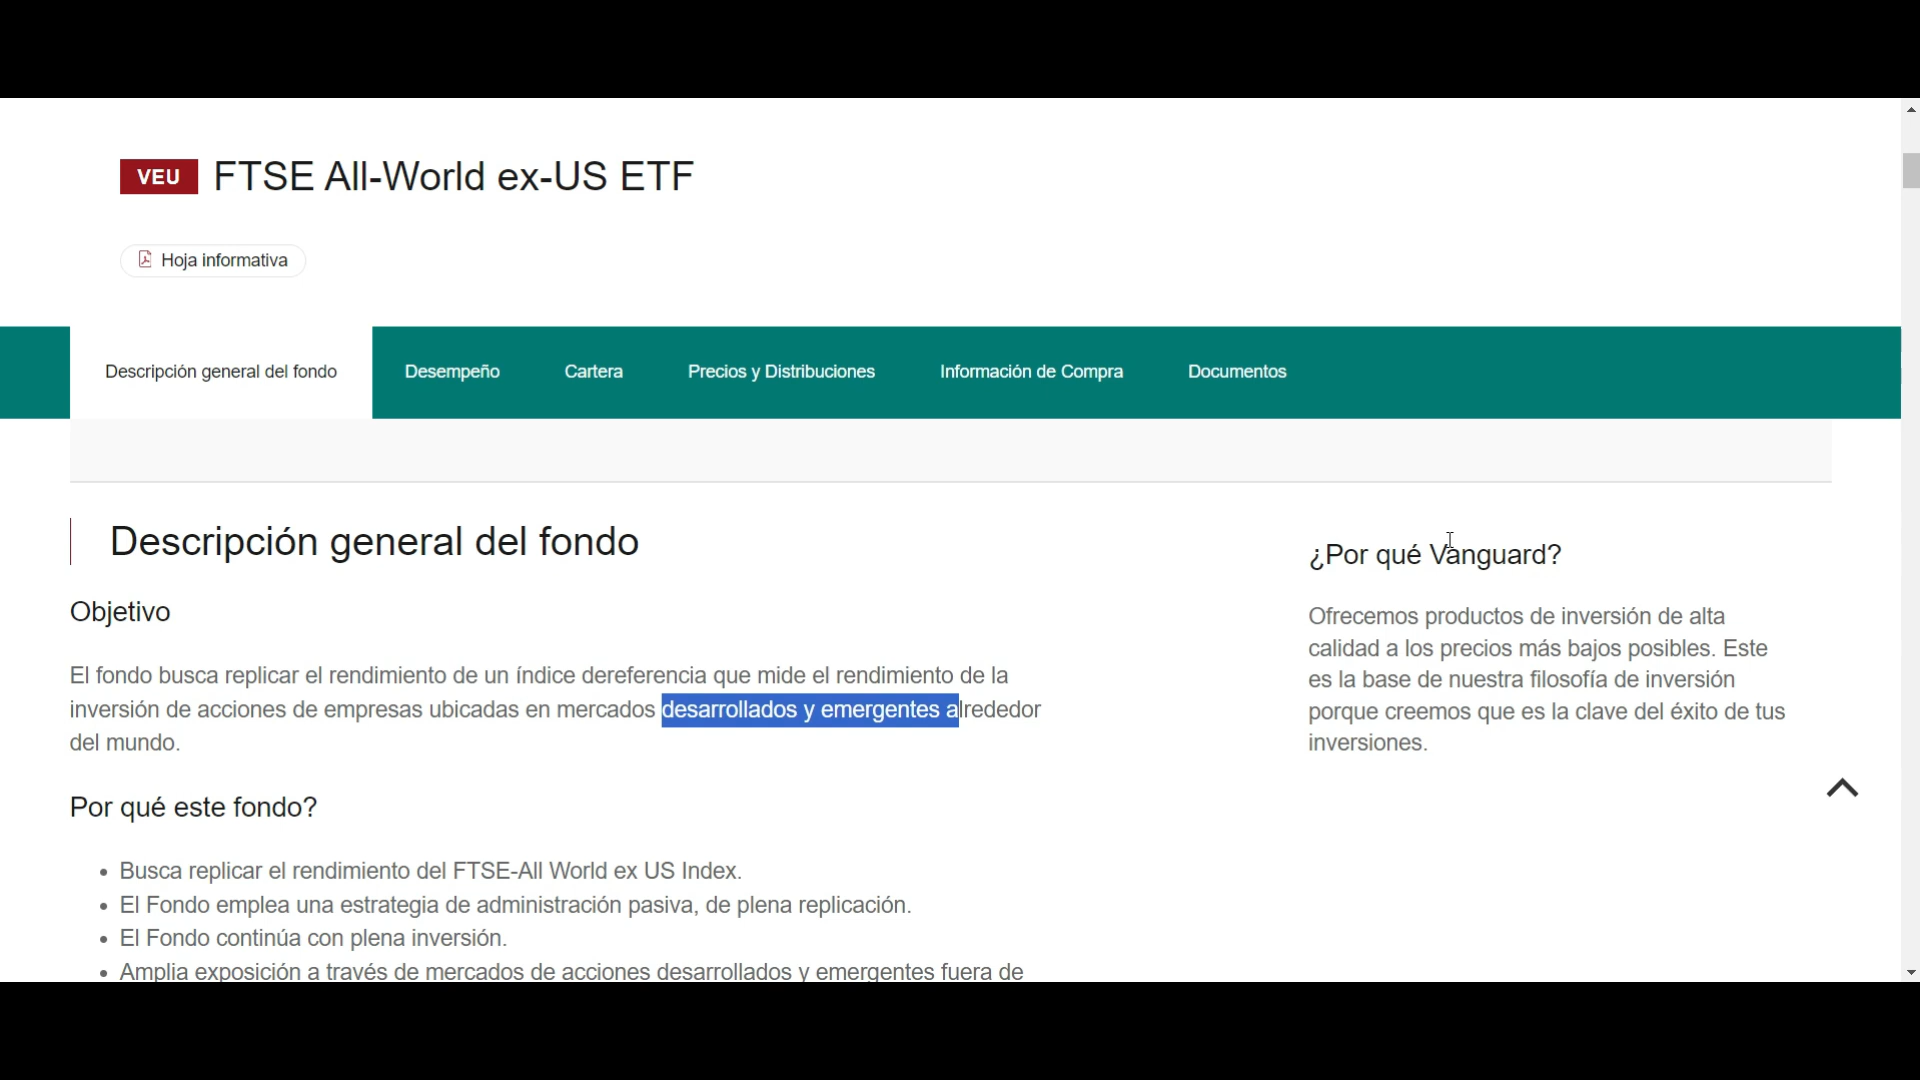 VEU FTSE All-World ex-US ETF
Hoja informativa
Descripción general del fondo Desempeño Cartera Precios y Distribuciones Información de Compra Documentos
Descripción general del fondo
Objetivo
El fondo busca replicar el rendimiento de un índice dereferencia que mide el rendimiento de la
inversión de acciones de empresas ubicadas en mercados desarrollados y emergentes alrededor
del mundo.
Por qué este fondo?
• Busca replicar el rendimiento del FTSE-All World ex US Index.
• El Fondo emplea una estrategia de administración pasiva, de plena replicación.
• El Fondo continúa con plena inversión.
• Amplia exposición a través de mercados de acciones desarrollados y emergentes fuera de
¿Por qué Vanguard?
Ofrecemos productos de inversión de alta
calidad a los precios más bajos posibles. Este
es la base de nuestra filosofía de inversión
porque creemos que es la clave del éxito de tus
inversiones.